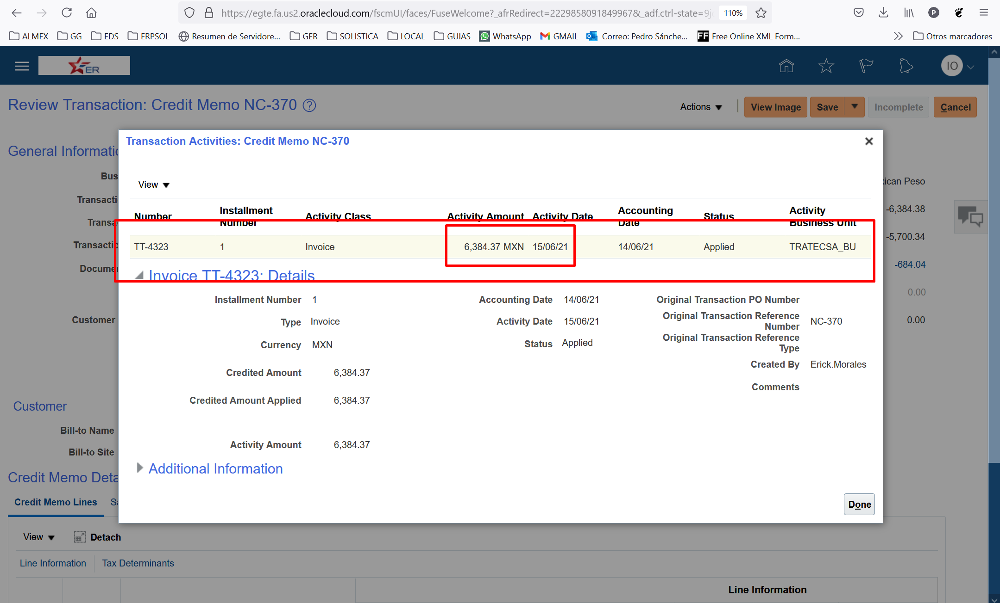 https://egte.fa.us2.oraclecloud.com/fscmUI/faces/FuseWelcome?_afrRedirect=2229858091849967&_adf.ctrl-state= 110%
ALMEX GG EDS ERPSOL Resumen de Servidore... GER SOLISTICA LOCAL GUIAS WhatsApp GMAIL Correo: Pedro Sánche... Free Online XML Form... Otros marcadores
ER IO
Review Transaction: Credit Memo NC-370 Actions View Image Save Incomplete Cancel
Transaction Activities: Credit Memo NC-370
General Informatio
Bus
View
ican Peso
Transacti
Number Installment Number Activity Class Activity Amount Activity Date Accounting Date Status Activity Business Unit
-6,384.38
Transa
-5,700.34
Transactio
TT-4323 1 Invoice 6,384.37 MXN 15/06/21 14/06/21 Applied TRATECSA_BU
Docume
-684.04
Invoice TT-4323: Details
0.00
Installment Number 1 Accounting Date 14/06/21 Original Transaction PO Number
Customer
Type Invoice Activity Date 15/06/21 Original Transaction Reference Number NC-370
0.00
Currency MXN Status Applied Original Transaction Reference Type
Created By Erick.Morales
Credited Amount 6,384.37
Comments
Credited Amount Applied 6,384.37
Customer
Bill-to Name
Activity Amount 6,384.37
Bill-to Site
Additional Information
Credit Memo Deta
Credit Memo Lines Sa
Done
View Detach
Line Information Tax Determinants
Line Information